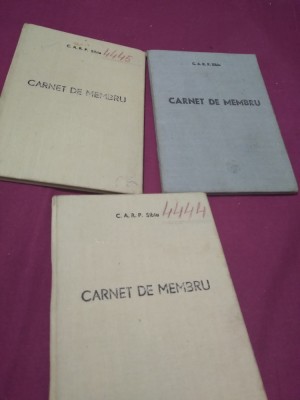 C. A. R. P. Sibiu 4445
CARNET DE MEMBRU
C. A. R. P. Sibiu
CARNET DE MEMBRU
C. A. R. P. Sibiu 4444
CARNET DE MEMBRU